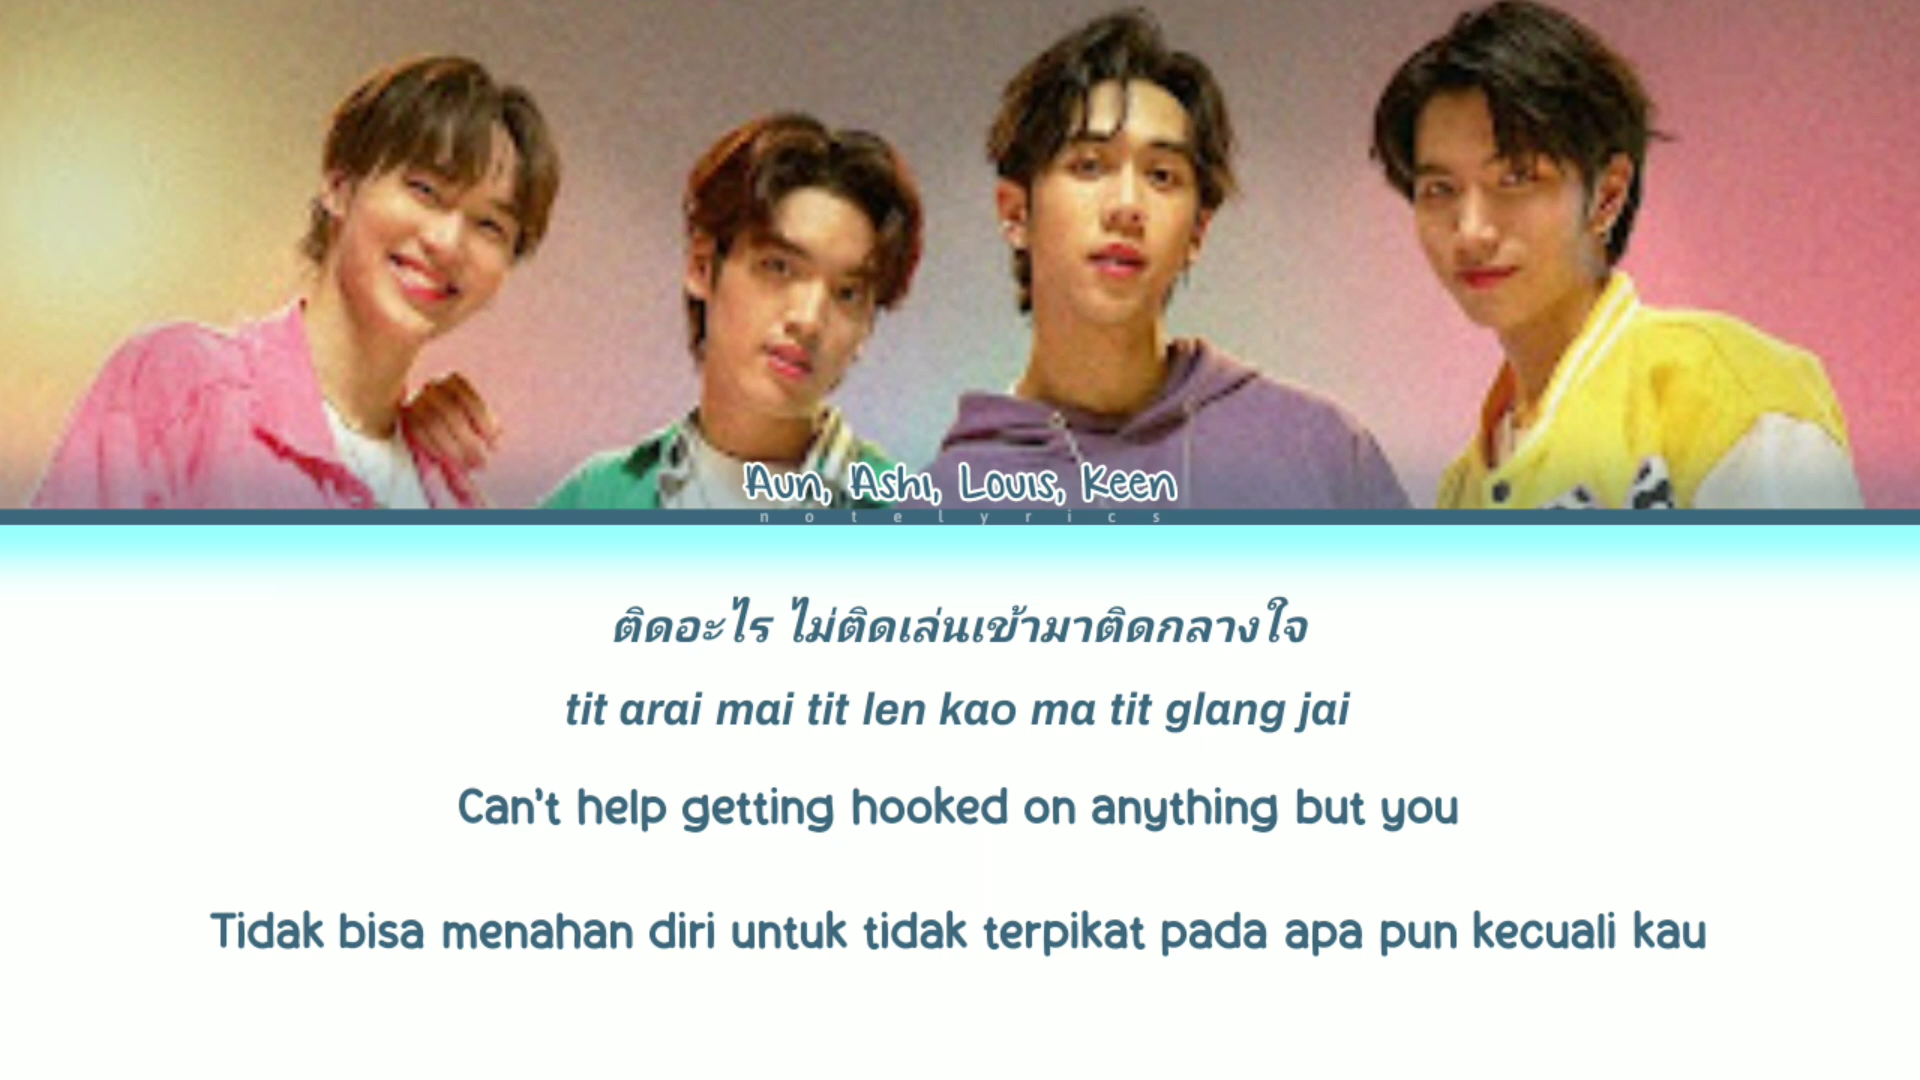 Aun, Ashi, Louis, Keen
notelyrics
ติดอะไร ไม่ติดเล่นเข้ามาติดกลางใจ
tit arai mai tit len kao ma tit glang jai
Can't help getting hooked on anything but you
Tidak bisa menahan diri untuk tidak terpikat pada apa pun kecuali kau